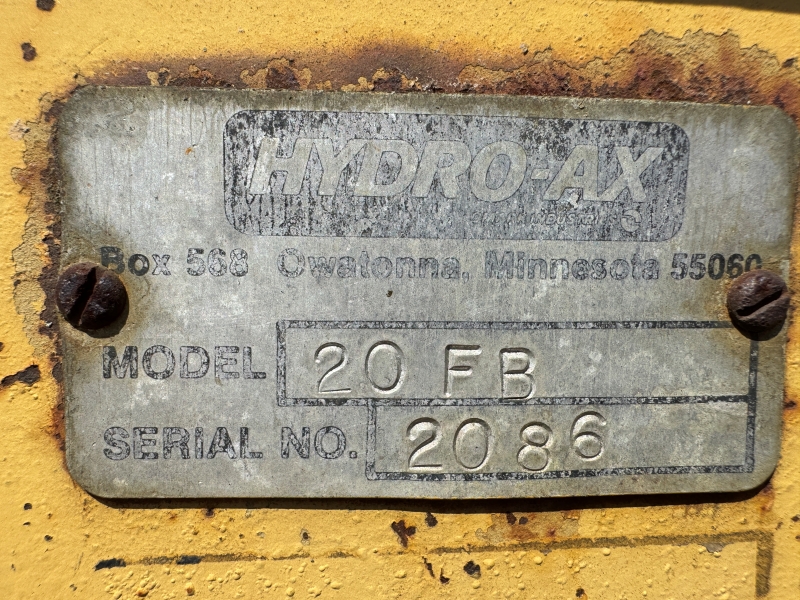 HYDRO-AX
Box 568 Owatonna, Minnesota 55060
MODEL 20 FB
SERIAL NO. 2086